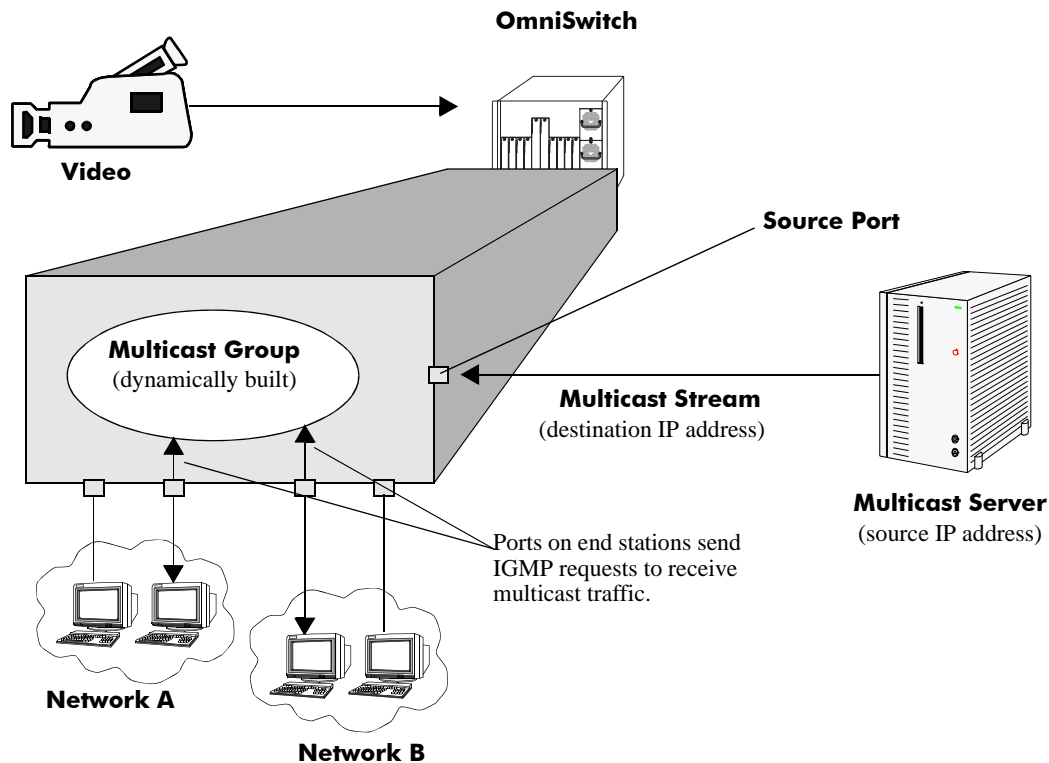 OmniSwitch
Video
Source Port
Multicast Group
(dynamically built)
Multicast Stream
(destination IP address)
Multicast Server
(source IP address)
Ports on end stations send
IGMP requests to receive
multicast traffic.
Network A
Network B